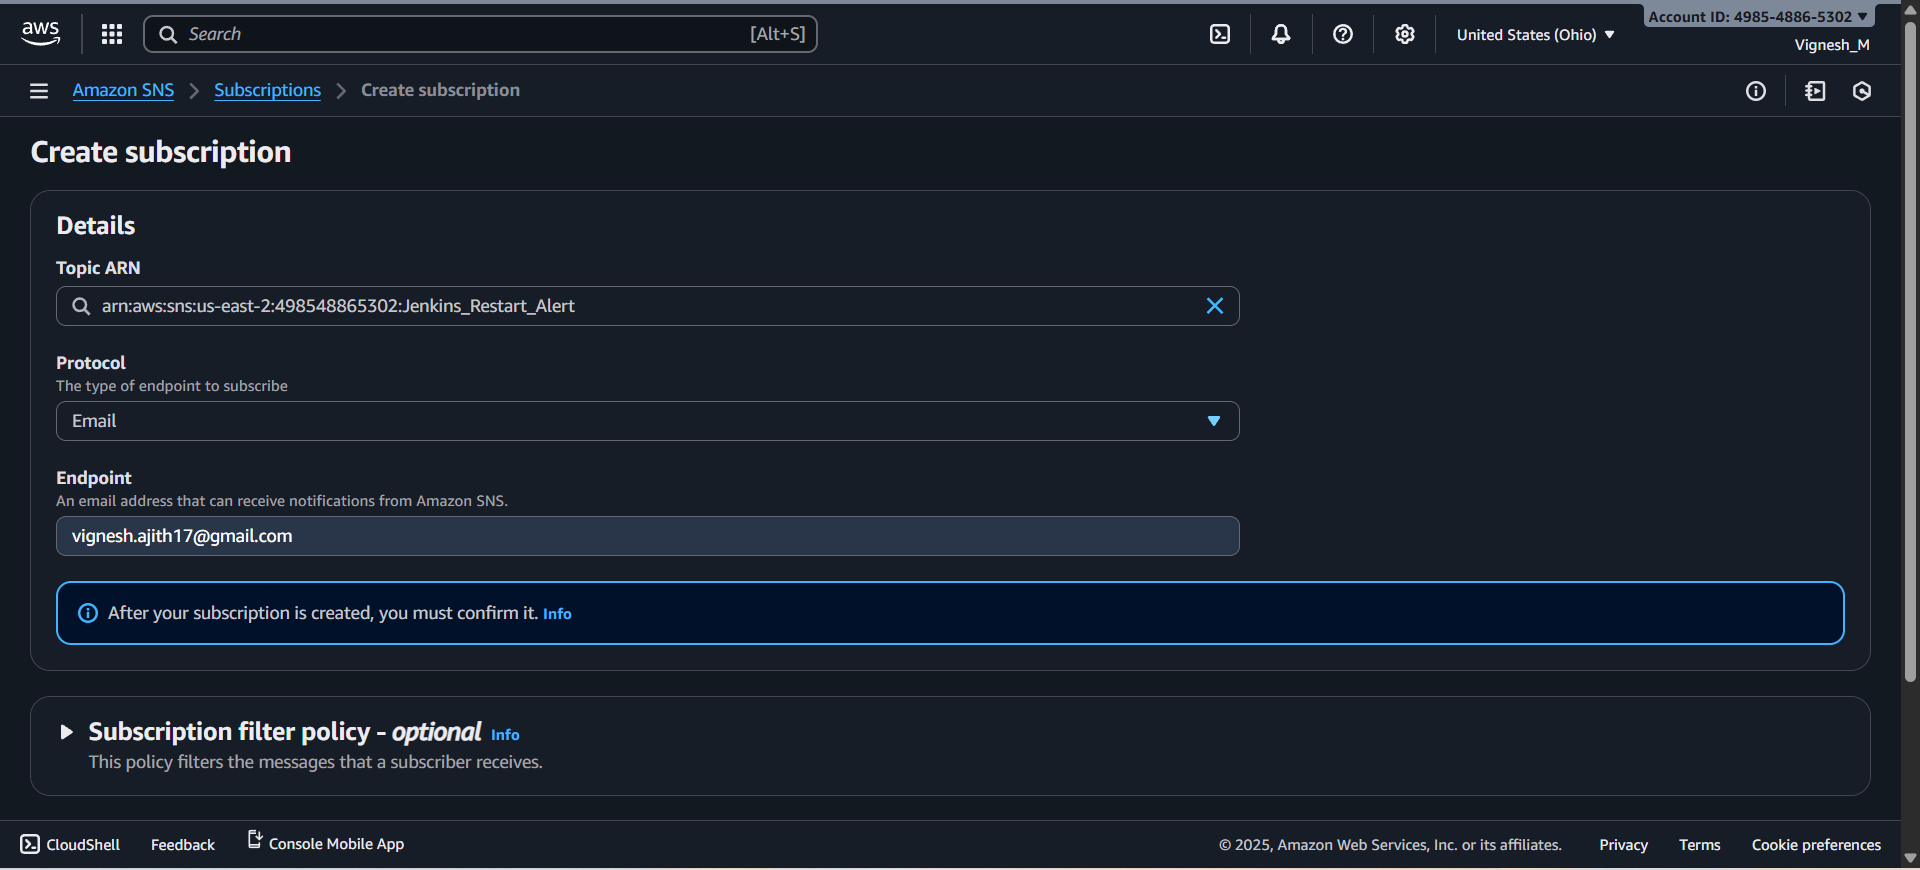 aws
Search [Alt+S]
United States (Ohio)
Account ID: 4985-4886-5302
Vignesh_M
Amazon SNS > Subscriptions > Create subscription
Create subscription
Details
Topic ARN
arn:aws:sns:us-east-2:498548865302:Jenkins_Restart_Alert
Protocol
The type of endpoint to subscribe
Email
Endpoint
An email address that can receive notifications from Amazon SNS.
vignesh.ajith17@gmail.com
After your subscription is created, you must confirm it. Info
Subscription filter policy - optional Info
This policy filters the messages that a subscriber receives.
CloudShell Feedback Console Mobile App © 2025, Amazon Web Services, Inc. or its affiliates. Privacy Terms Cookie preferences